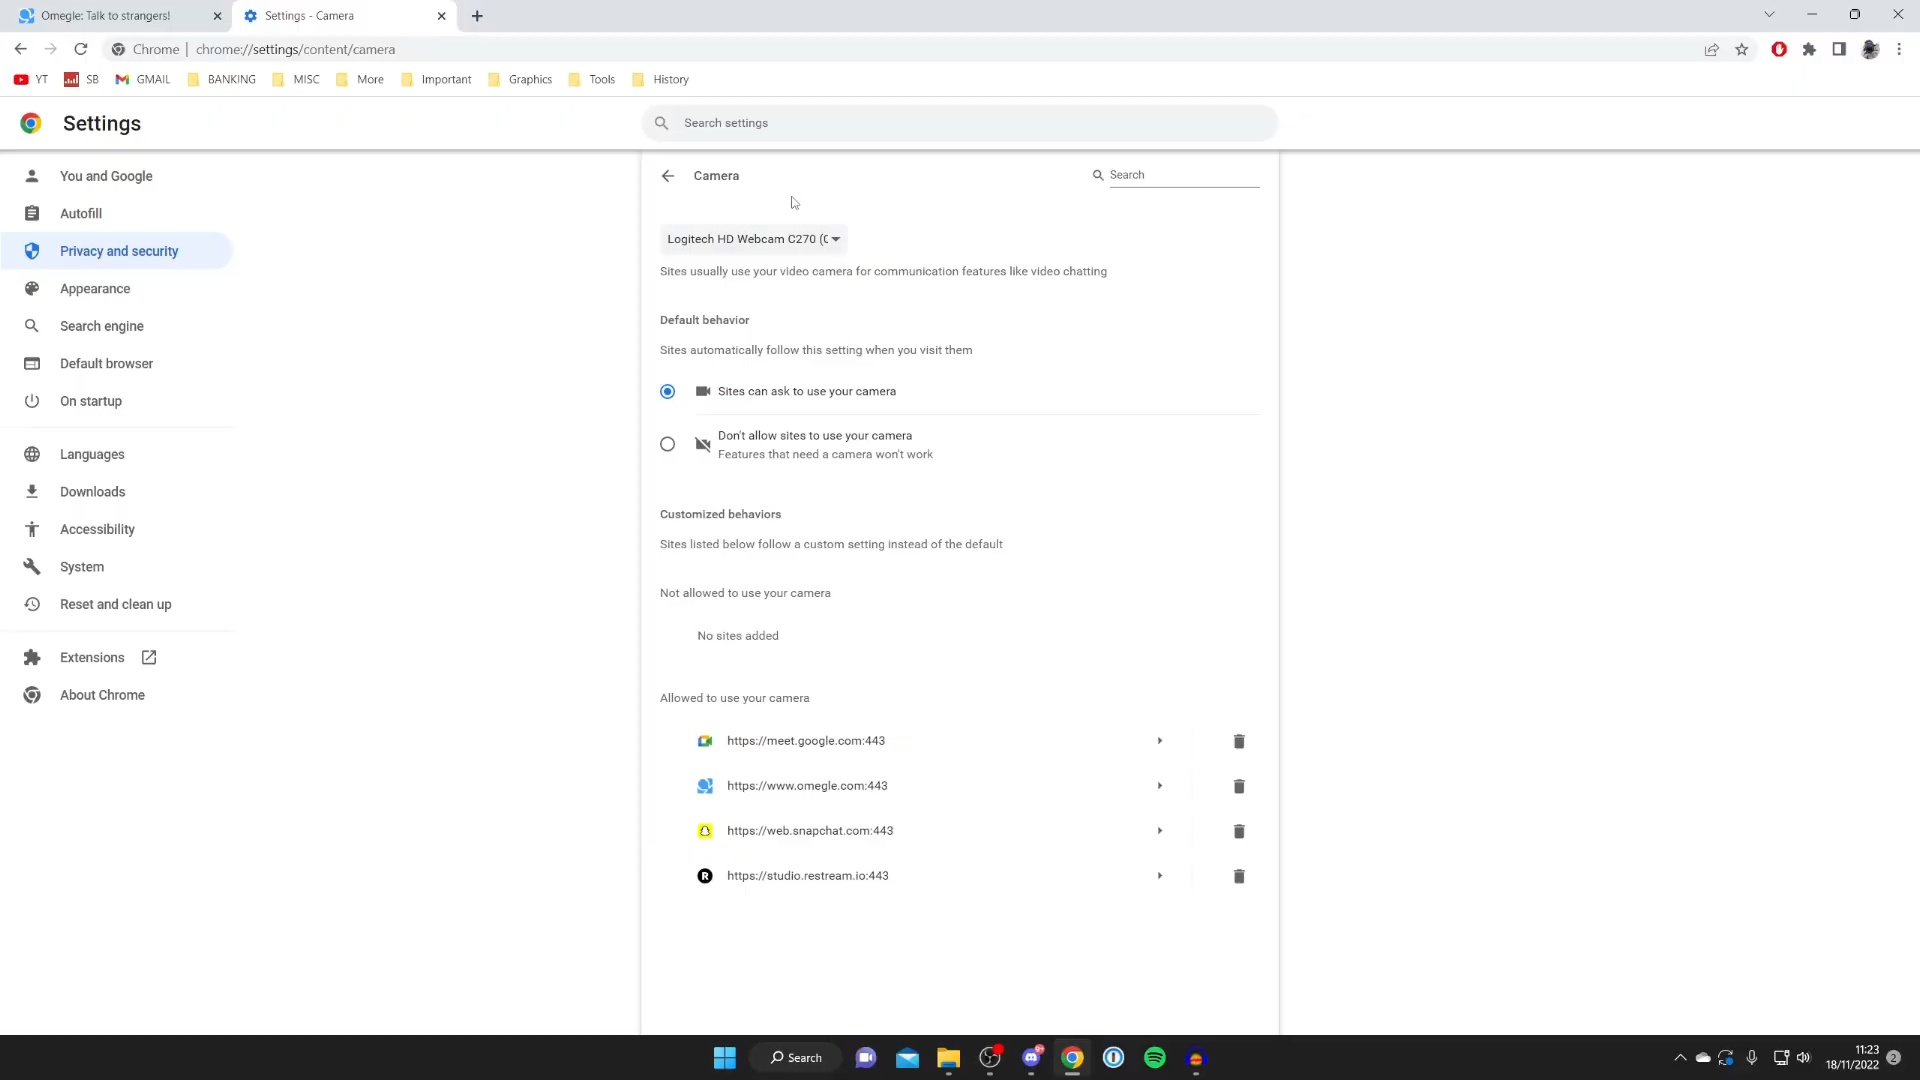 Omegle: Talk to strangers!
Settings - Camera
Chrome | chrome://settings/content/camera
YT
SB
GMAIL
BANKING
MISC
More
Important
Graphics
Tools
History
Settings
Search settings
You and Google
Autofill
Privacy and security
Appearance
Search engine
Default browser
On startup
Languages
Downloads
Accessibility
System
Reset and clean up
Extensions
About Chrome
Camera
Search
Logitech HD Webcam C270 (
Sites usually use your video camera for communication features like video chatting
Default behavior
Sites automatically follow this setting when you visit them
Sites can ask to use your camera
Don't allow sites to use your camera
Features that need a camera won't work
Customized behaviors
Sites listed below follow a custom setting instead of the default
Not allowed to use your camera
No sites added
Allowed to use your camera
https://meet.google.com:443
https://www.omegle.com:443
https://web.snapchat.com:443
R
https://studio.restream.io:443
Search
11:23
18/11/2022
2